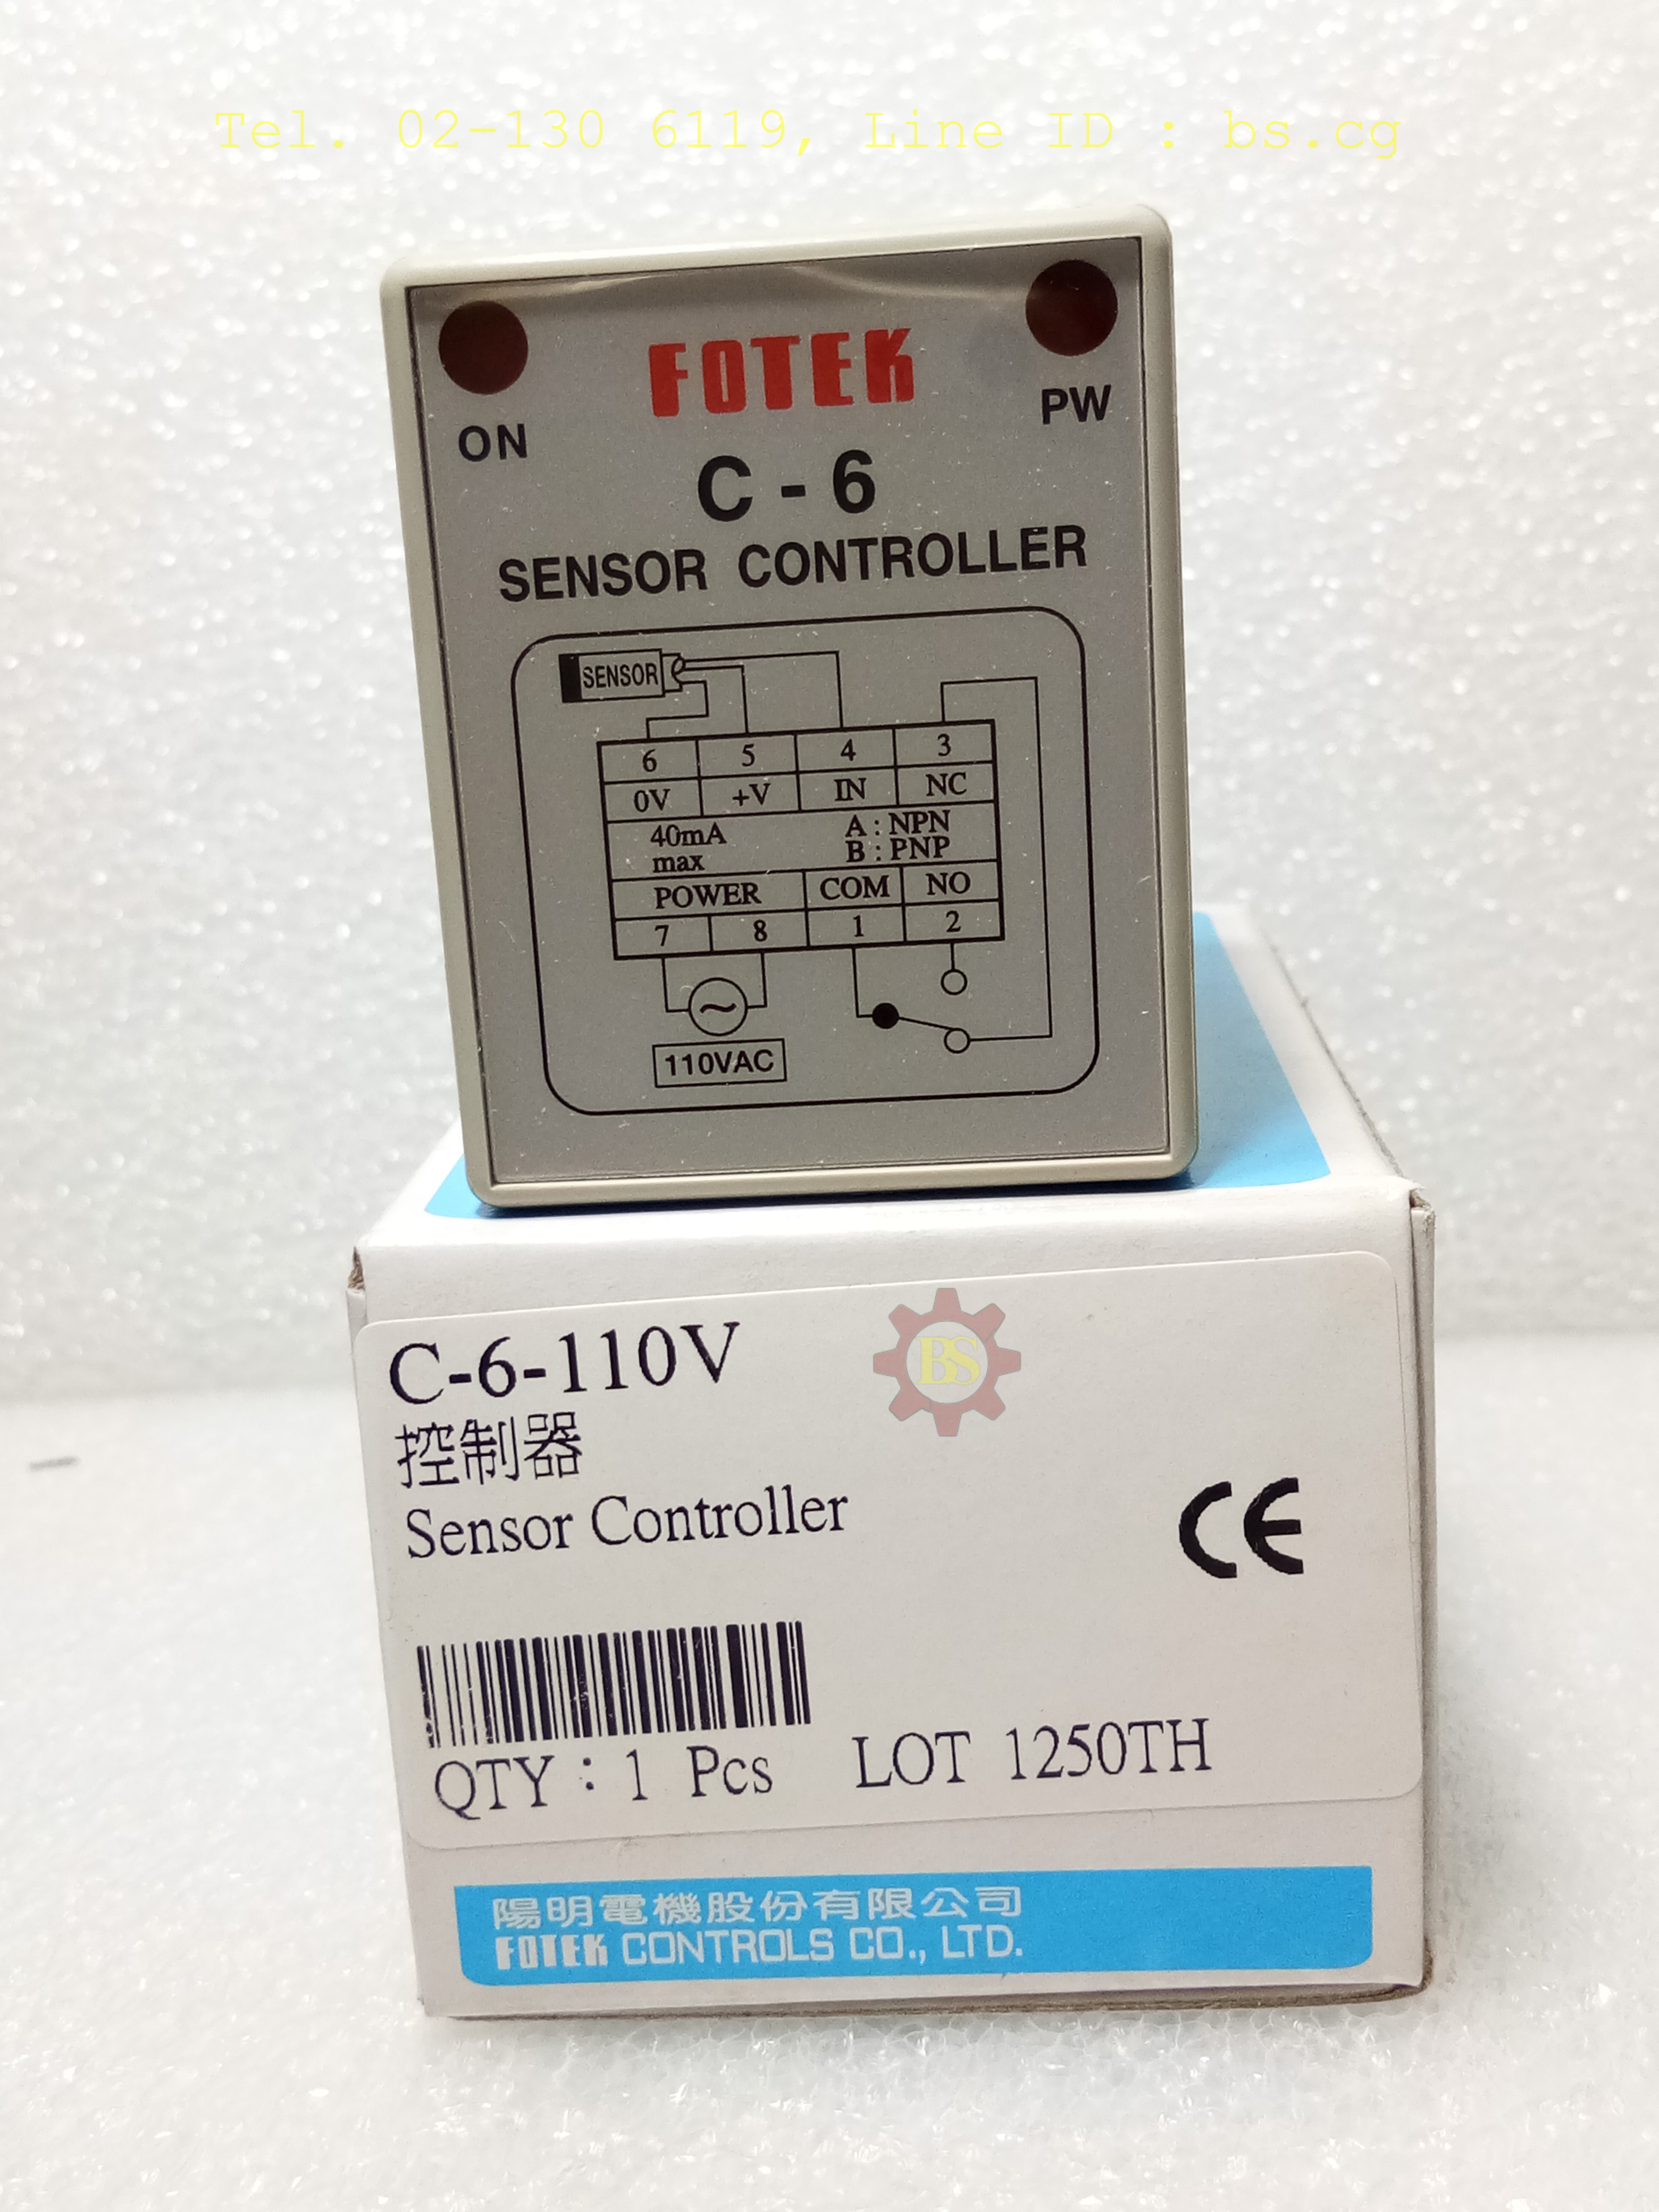 Tel. 02-130 6119, Line ID : bs.cg
FOTEK
ON
PW
C - 6
SENSOR CONTROLLER
SENSOR
6 5 4 3
0V +V IN NC
40mA A : NPN
max B : PNP
POWER COM NO
7 8 1 2
110VAC
C-6-110V
BS
控制器
Sensor Controller
CE
QTY : 1 Pcs LOT 1250TH
陽明電機股份有限公司
FOTEK CONTROLS CO., LTD.